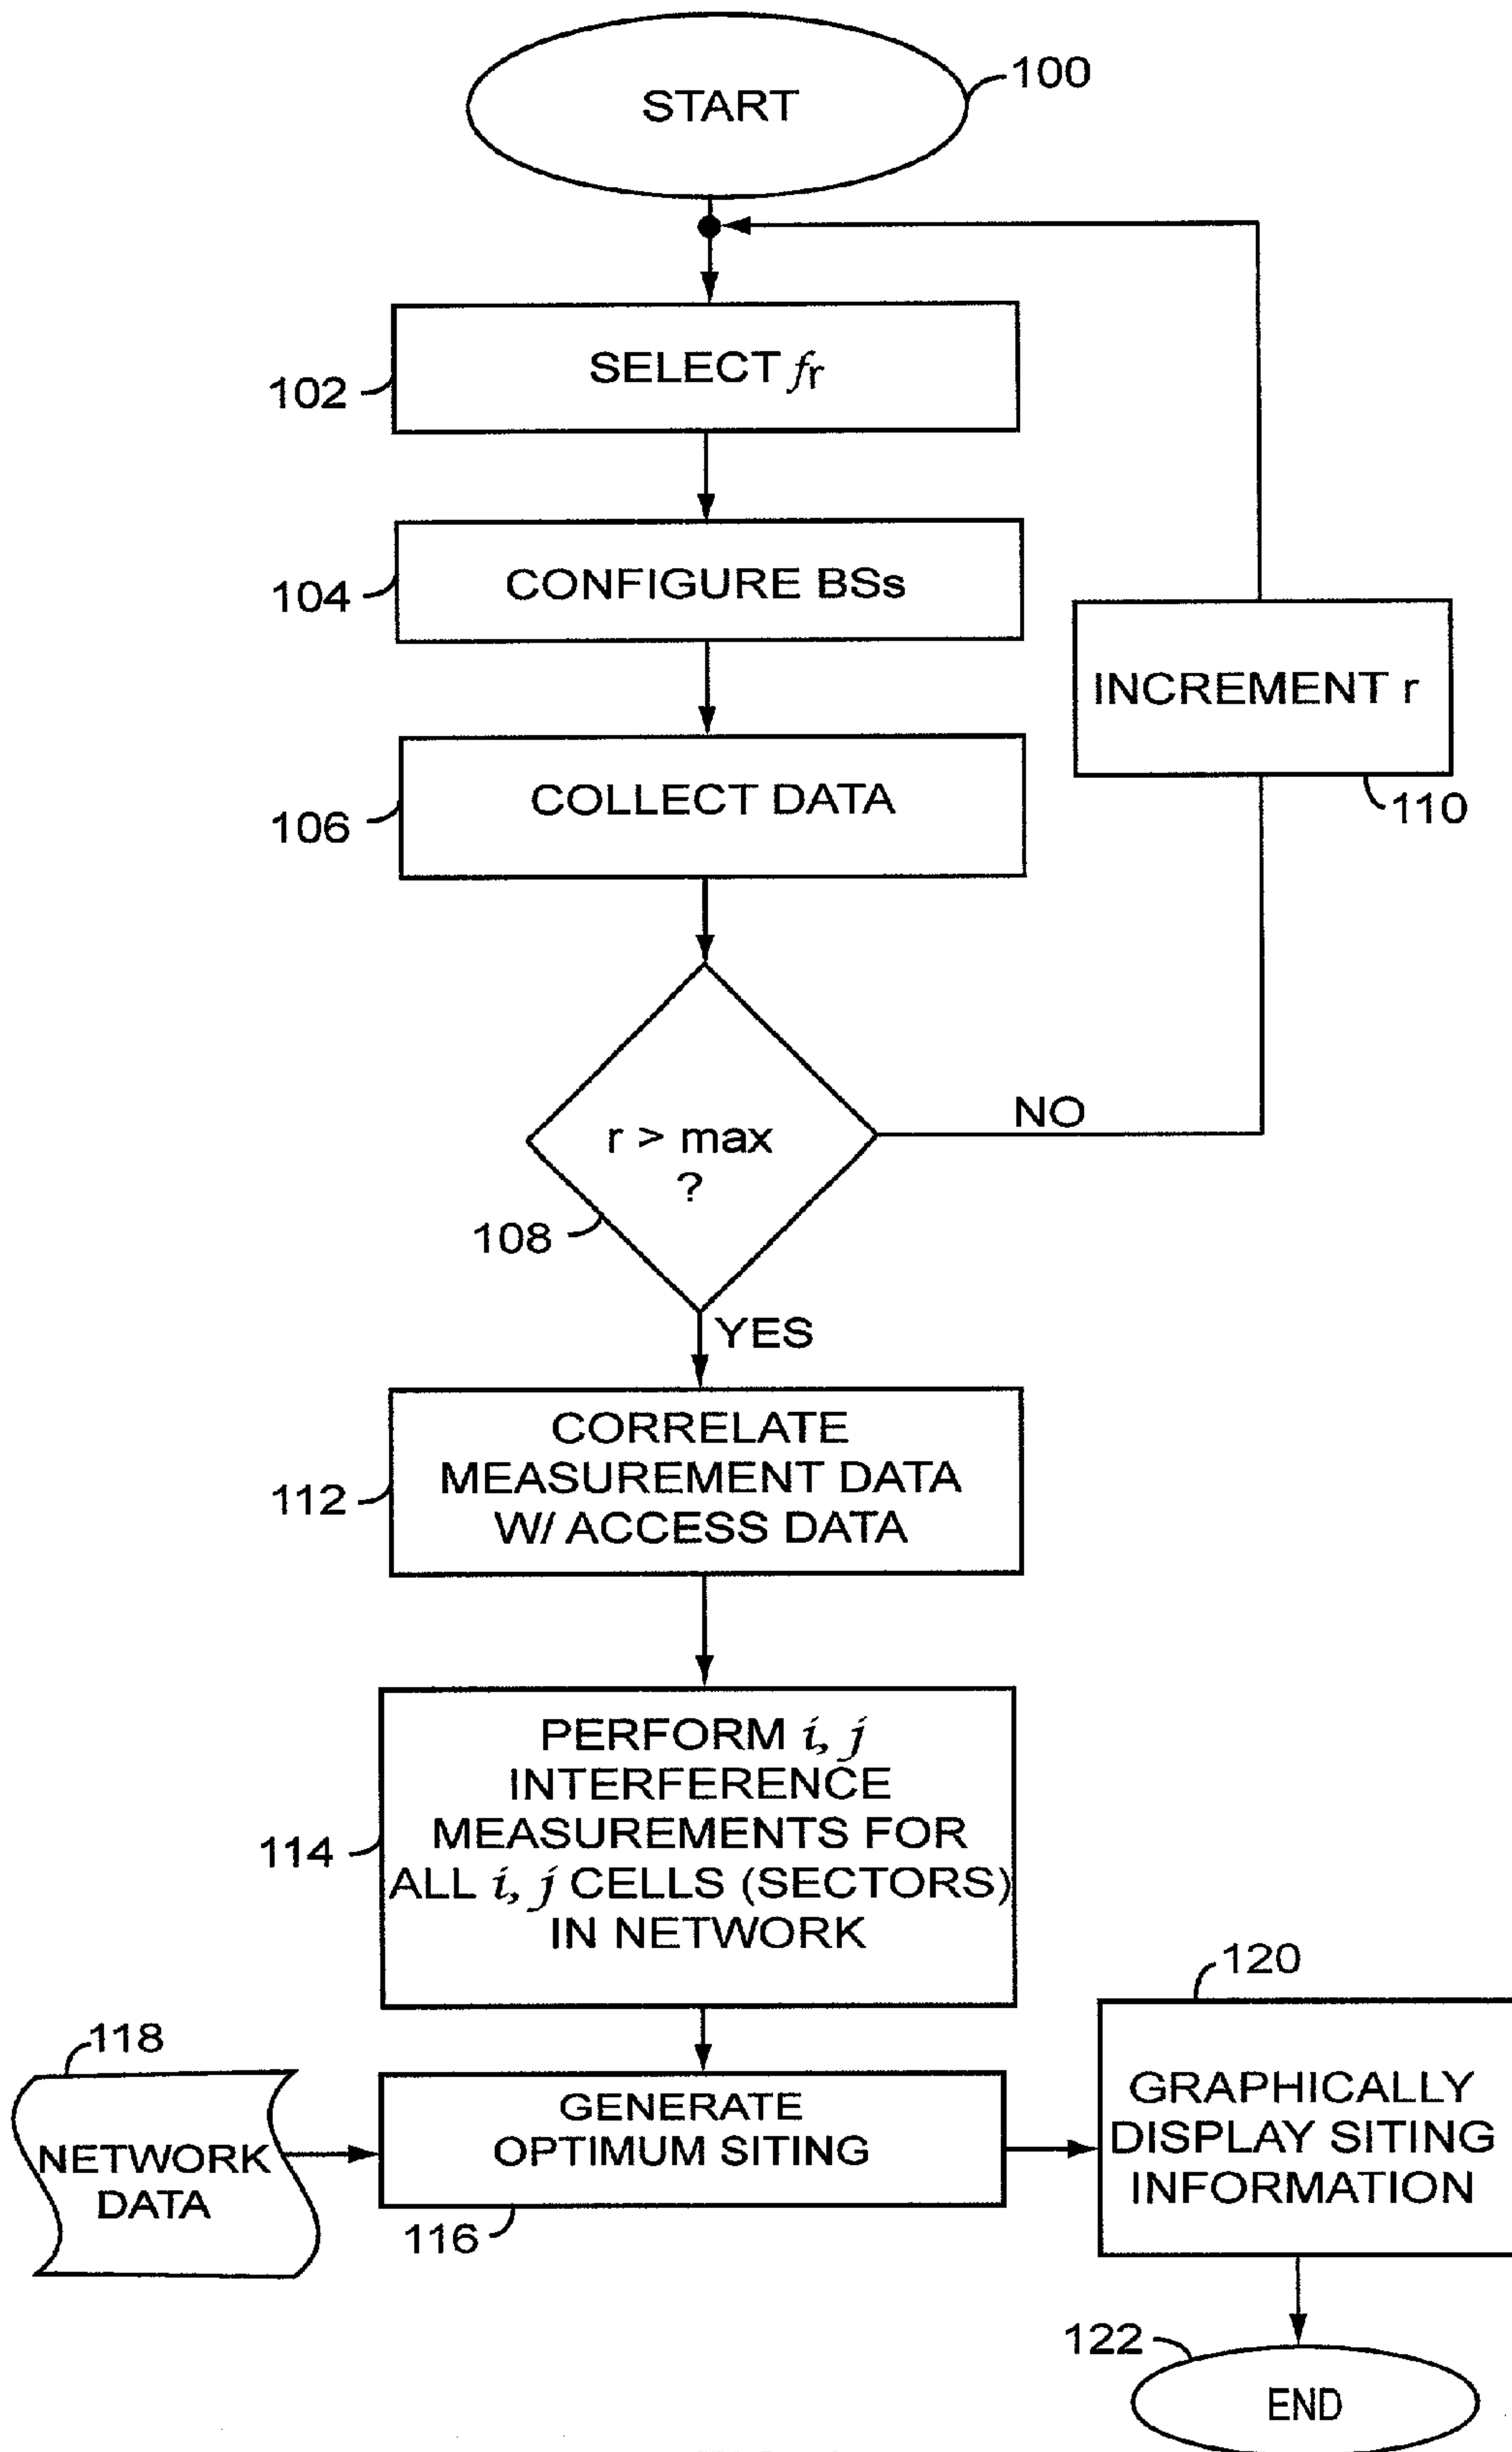 START
100
SELECT fr
102
CONFIGURE BSs
104
INCREMENT r
110
COLLECT DATA
106
r > max
?
NO
108
YES
CORRELATE
MEASUREMENT DATA
W/ ACCESS DATA
112
PERFORM i, j
INTERFERENCE
MEASUREMENTS FOR
ALL i, j CELLS (SECTORS)
IN NETWORK
114
118
NETWORK
DATA
GENERATE
OPTIMUM SITING
116
120
GRAPHICALLY
DISPLAY SITING
INFORMATION
122
END